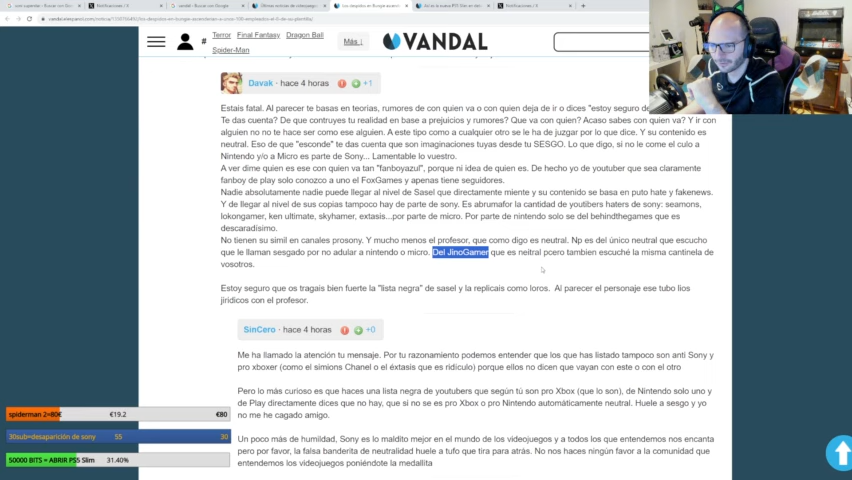 vandal.elespanol.com/noticia/
Notificaciones / X
Notificaciones / X
#
Terror Final Fantasy Dragon Ball
Spider-Man
Más ↓
VANDAL
Davak · hace 4 horas +1
Estais fatal. Al parecer te basas en teorías, rumores de con quien va o con quien deja de ir o dices "estoy seguro de
Te das cuenta? De que contruyes tu realidad en base a prejuicios y rumores? Que va con quien? Acaso sabes con quien va? Y ir con
alguien no no te hace ser como ese alguien. A este tipo como a cualquier otro se le ha de juzgar por lo que dice. Y su contenido es
neutral. Eso de que "esconde" te das cuenta que son imaginaciones tuyas desde tu SESGO. Lo que digo, si no le come el culo a
Nintendo y/o a Micro es parte de Sony... Lamentable lo vuestro.
A ver dime quien es ese con quien va tan "fanboyazul", porque ni idea de quien es. De hecho yo de youtuber que sea claramente
fanboy de play solo conozco a uno el FoxGames y apenas tiene seguidores.
Nadie absolutamente nadie puede llegar al nivel de Sasel que directamente miente y su contenido se basa en puto hate y fakenews.
Y de llegar al nivel de sus copias tampoco hay de parte de sony. Es abrumafor la cantidad de youtibers haters de sony: seamons,
lokongamer, ken ultimate, skyhamer, extasis...por parte de micro. Por parte de nintendo solo se del behindthegames que es
descaradísimo.
No tienen su simil en canales prosony. Y mucho menos el profesor, que como digo es neutral. Np es del único neutral que escucho
que le llaman sesgado por no adular a nintendo o micro. Del JinoGamer que es neitral pcero tambien escuché la misma cantinela de
vosotros.
Estoy seguro que os tragais bien fuerte la "lista negra" de sasel y la replicais como loros. Al parecer el personaje ese tubo lios
jiridicos con el profesor.
SinCero · hace 4 horas +0
Me ha llamado la atención tu mensaje. Por tu razonamiento podemos entender que los que has listado tampoco son anti Sony y
pro xboxer (como el simions Chanel o el éxtasis que es ridículo) porque ellos no dicen que vayan con este o con el otro
Pero lo más curioso es que haces una lista negra de youtubers que según tú son pro Xbox (que lo son), de Nintendo solo uno y
de Play directamente dices que no hay, que si no se es pro Xbox o pro Nintendo automáticamente neutral. Huele a sesgo y yo
no me he cagado amigo.
Un poco más de humildad, Sony es lo maldito mejor en el mundo de los videojuegos y a todos los que entendemos nos encanta
pero por favor, la falsa banderita de neutralidad huele a tufo que tira para atrás. No nos haces ningún favor a la comunidad que
entendemos los videojuegos poniéndote la medallita
spiderman 2=80€ €19.2 €80
30sub=desaparición de sony 55 30
50000 BITS = ABRIR PS5 Slim 31.40%